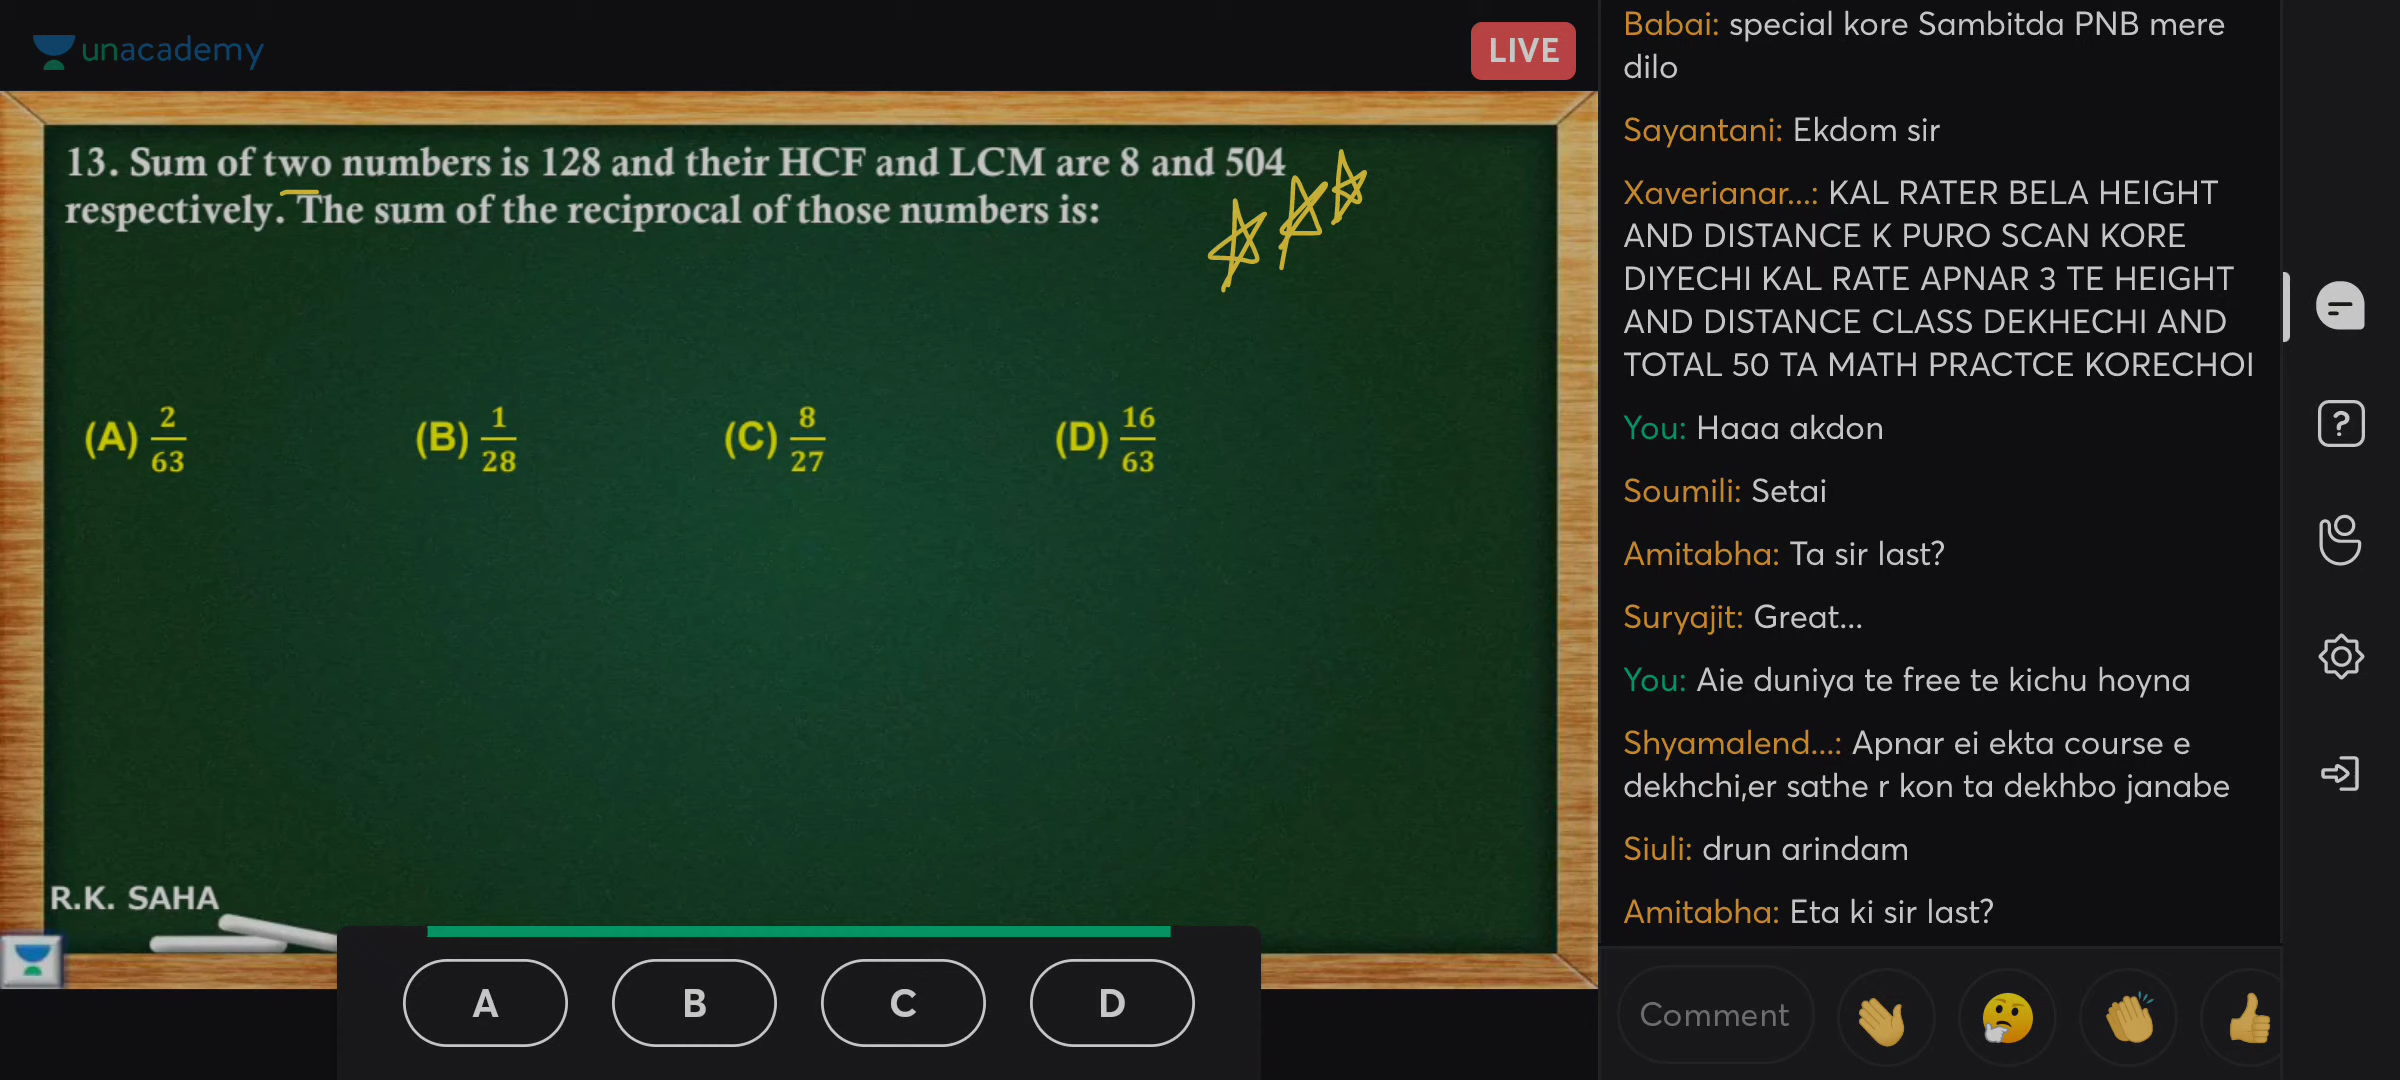 unacademy
LIVE
13. Sum of two numbers is 128 and their HCF and LCM are 8 and 504
respectively. The sum of the reciprocal of those numbers is:
(A) 2/63
(B) 1/28
(C) 8/27
(D) 16/63
R.K. SAHA
A
B
C
D
Babai: special kore Sambitda PNB mere
dilo
Sayantani: Ekdom sir
Xaverianar...: KAL RATER BELA HEIGHT
AND DISTANCE K PURO SCAN KORE
DIYECHI KAL RATE APNAR 3 TE HEIGHT
AND DISTANCE CLASS DEKHECHI AND
TOTAL 50 TA MATH PRACTCE KORECHOI
You: Haaa akdon
Soumili: Setai
Amitabha: Ta sir last?
Suryajit: Great...
You: Aie duniya te free te kichu hoyna
Shyamalend...: Apnar ei ekta course e
dekhchi,er sathe r kon ta dekhbo janabe
Siuli: drun arindam
Amitabha: Eta ki sir last?
Comment